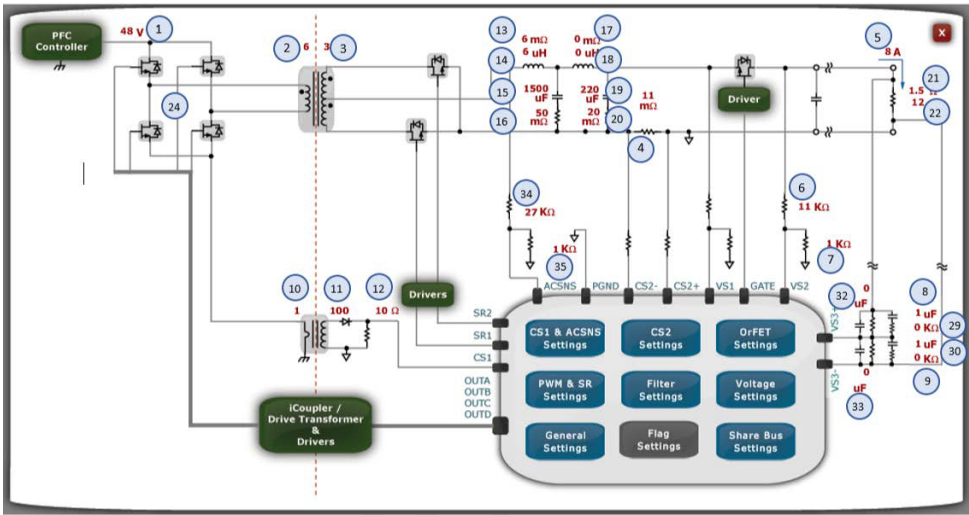 PFC
Controller
48 V
1
2
6
3
3
24
13
6 mΩ
6 uH
14
1500
uF
15
50
mΩ
16
0 mΩ
0 uH
17
18
220
uF
19
20
mΩ
20
11
mΩ
4
Driver
5
8 A
X
21
1.5 Ω
12
22
34
27 KΩ
1 KΩ
35
6
11 KΩ
1 KΩ
7
10
11
12
1
100
10 Ω
Drivers
ACSNS
PGND
CS2-
CS2+
VS1
GATE
VS2
SR2
SR1
CS1
OUTA
OUTB
OUTC
OUTD
CS1 & ACSNS
Settings
CS2
Settings
OrFET
Settings
PWM & SR
Settings
Filter
Settings
Voltage
Settings
General
Settings
Flag
Settings
Share Bus
Settings
iCoupler /
Drive Transformer
&
Drivers
VS3+
VS3-
32
0
uF
8
1 uF
0 KΩ
29
1 uF
0 KΩ
30
9
0
uF
33